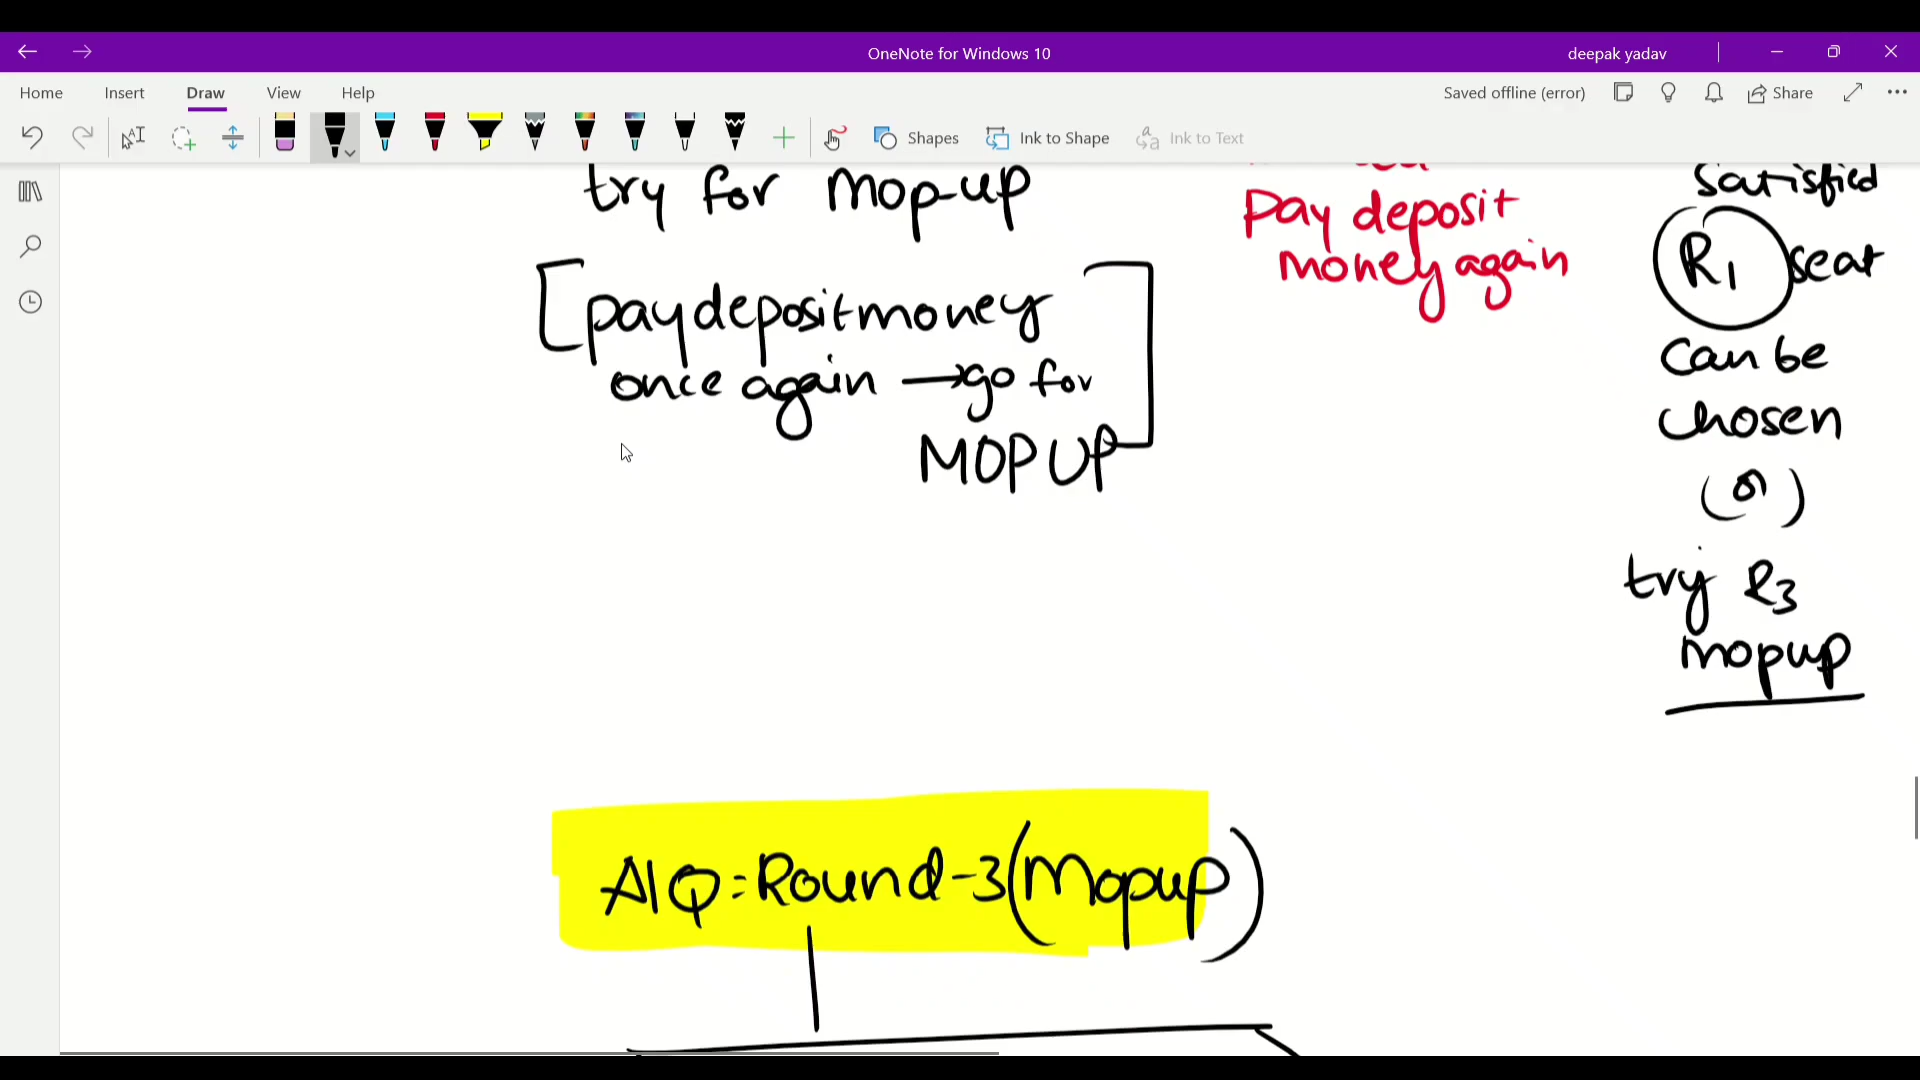 OneNote for Windows 10
deepak yadav
Home Insert Draw View Help
Saved offline (error)
Share
Shapes
Ink to Shape
Ink to Text
try for Mop-up
[pay deposit money
once again →go for
MOP UP]
Pay deposit
money again
Satisfied
R1 seat
can be
chosen
(or)
try R3
mopup
AIQ=Round-3(Mopup)